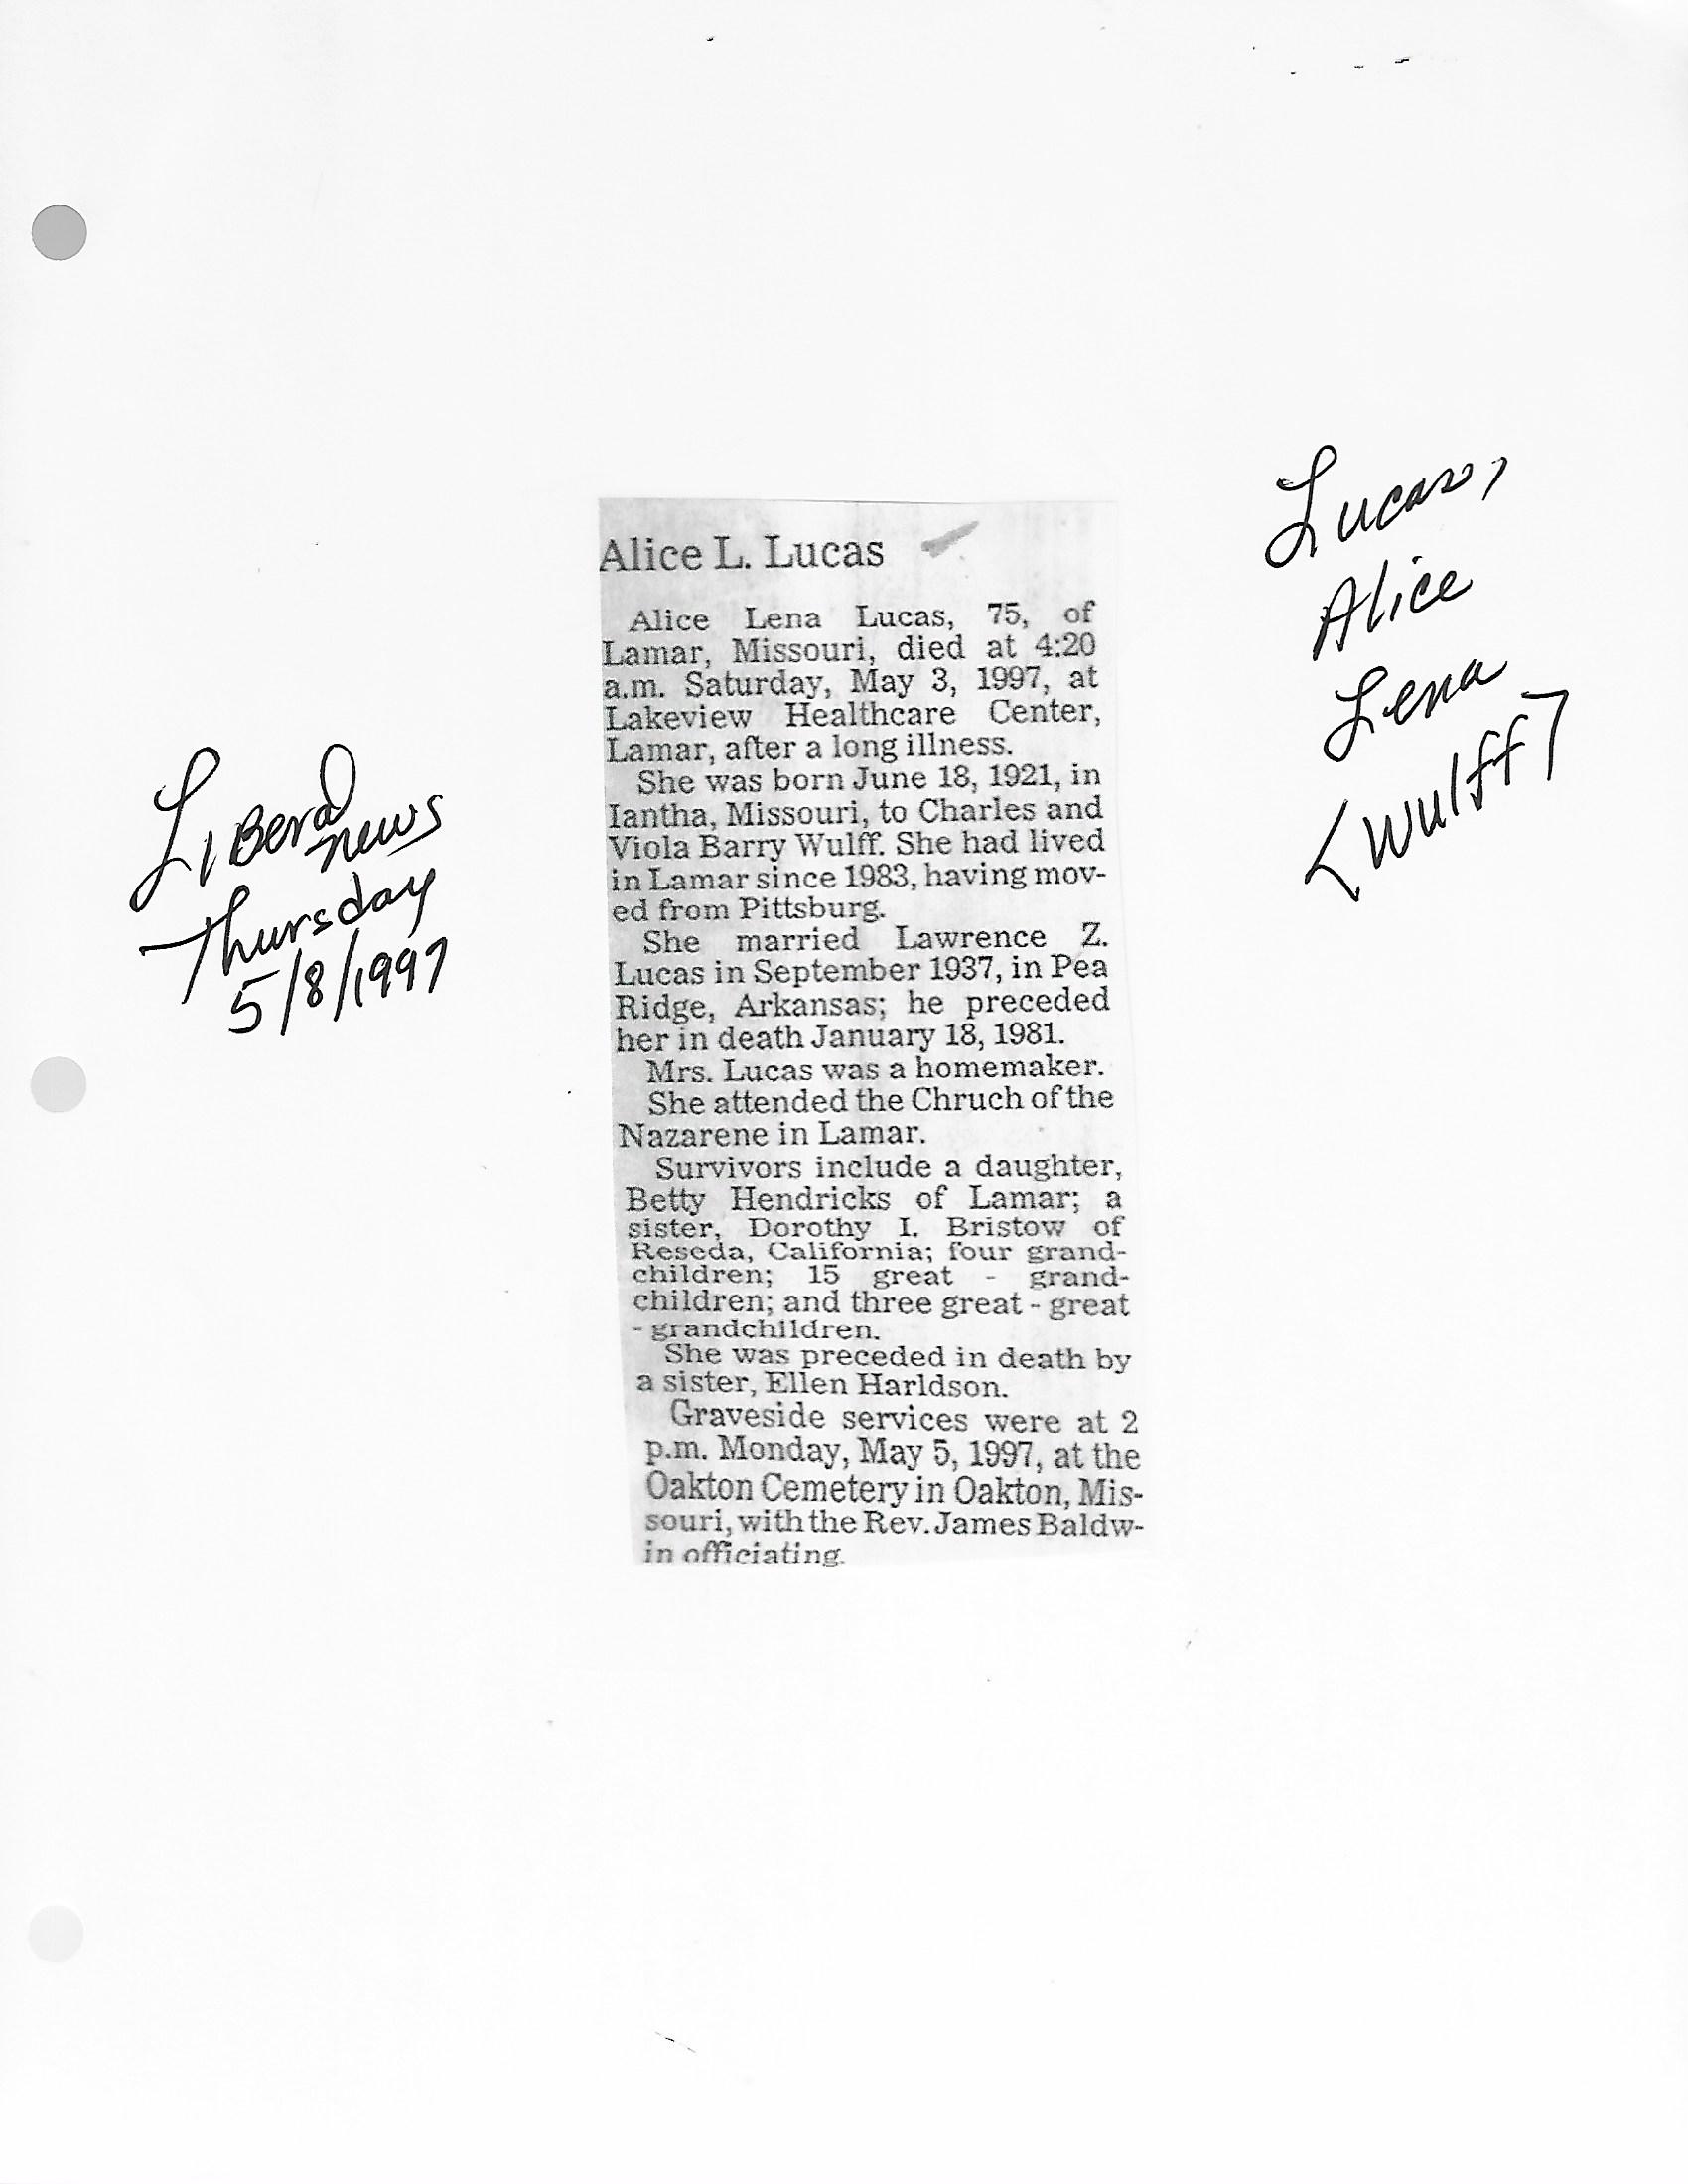 Alice L. Lucas
Alice Lena Lucas, 75, of
Lamar, Missouri, died at 4:20
a.m. Saturday, May 3, 1997, at
Lakeview Healthcare Center,
Lamar, after a long illness.
She was born June 18, 1921, in
Iantha, Missouri, to Charles and
Viola Barry Wulff. She had lived
in Lamar since 1983, having mov-
ed from Pittsburg.
She married Lawrence Z.
Lucas in September 1937, in Pea
Ridge, Arkansas; he preceded
her in death January 18, 1981.
Mrs. Lucas was a homemaker.
She attended the Chruch of the
Nazarene in Lamar.
Survivors include a daughter,
Betty Hendricks of Lamar; a
sister, Dorothy I. Bristow of
Reseda, California; four grand-
children; 15 great - grand-
children; and three great - great
- grandchildren.
She was preceded in death by
a sister, Ellen Harldson.
Graveside services were at 2
p.m. Monday, May 5, 1997, at the
Oakton Cemetery in Oakton, Mis-
souri, with the Rev. James Baldw-
in officiating.
Liberal
news
Thursday
5/8/1997
Lucas,
Alice
Lena
<Wulff>